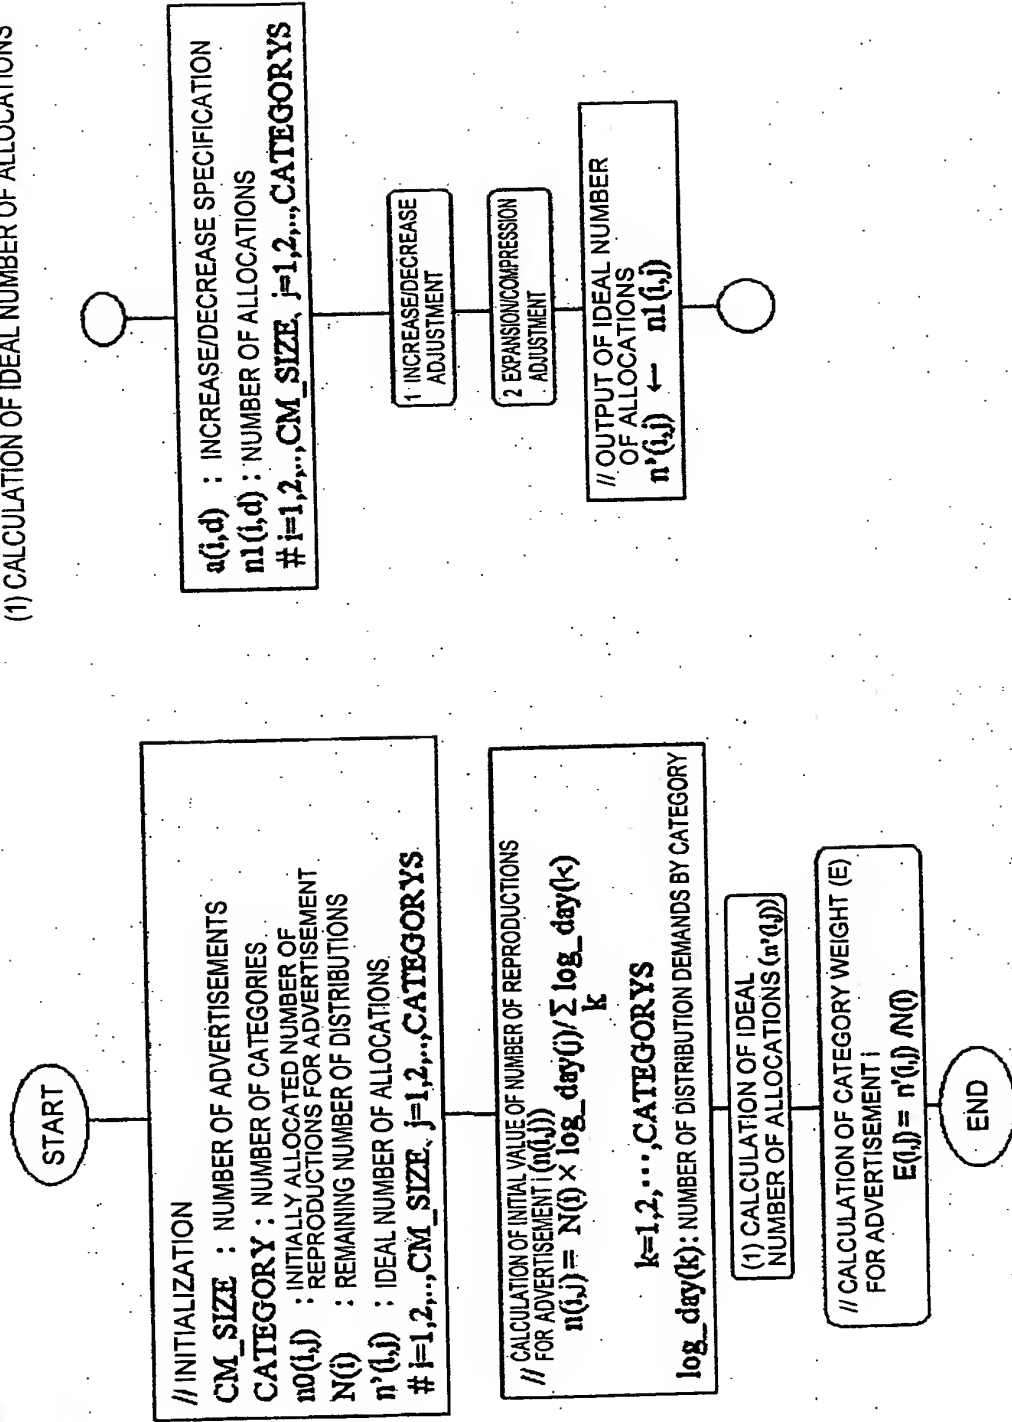 START
// INITIALIZATION
CM_SIZE : NUMBER OF ADVERTISEMENTS
CATEGORY : NUMBER OF CATEGORIES
n0(i,j) : INITIALLY ALLOCATED NUMBER OF
REPRODUCTIONS FOR ADVERTISEMENT
N(i) : REMAINING NUMBER OF DISTRIBUTIONS
n'(i,j) : IDEAL NUMBER OF ALLOCATIONS
# i=1,2,..,CM_SIZE、j=1,2,..,CATEGORYS
// CALCULATION OF INITIAL VALUE OF NUMBER OF REPRODUCTIONS
FOR ADVERTISEMENT i (n(i,j))
n(i,j) = N(i) × log_day(j)/Σ log_day(k)
k
k=1,2,···,CATEGORYS
log_day(k): NUMBER OF DISTRIBUTION DEMANDS BY CATEGORY
(1) CALCULATION OF IDEAL
NUMBER OF ALLOCATIONS (n'(i,j))
// CALCULATION OF CATEGORY WEIGHT (E)
FOR ADVERTISEMENT i
E(i,j) = n'(i,j) /N(i)
END
(1) CALCULATION OF IDEAL NUMBER OF ALLOCATIONS
a(i,d) : INCREASE/DECREASE SPECIFICATION
n1(i,d) : NUMBER OF ALLOCATIONS
# i=1,2,..,CM_SIZE、j=1,2,..,CATEGORYS
1 INCREASE/DECREASE
ADJUSTMENT
2 EXPANSION/COMPRESSION
ADJUSTMENT
// OUTPUT OF IDEAL NUMBER
OF ALLOCATIONS
n'(i,j) ← n1(i,j)